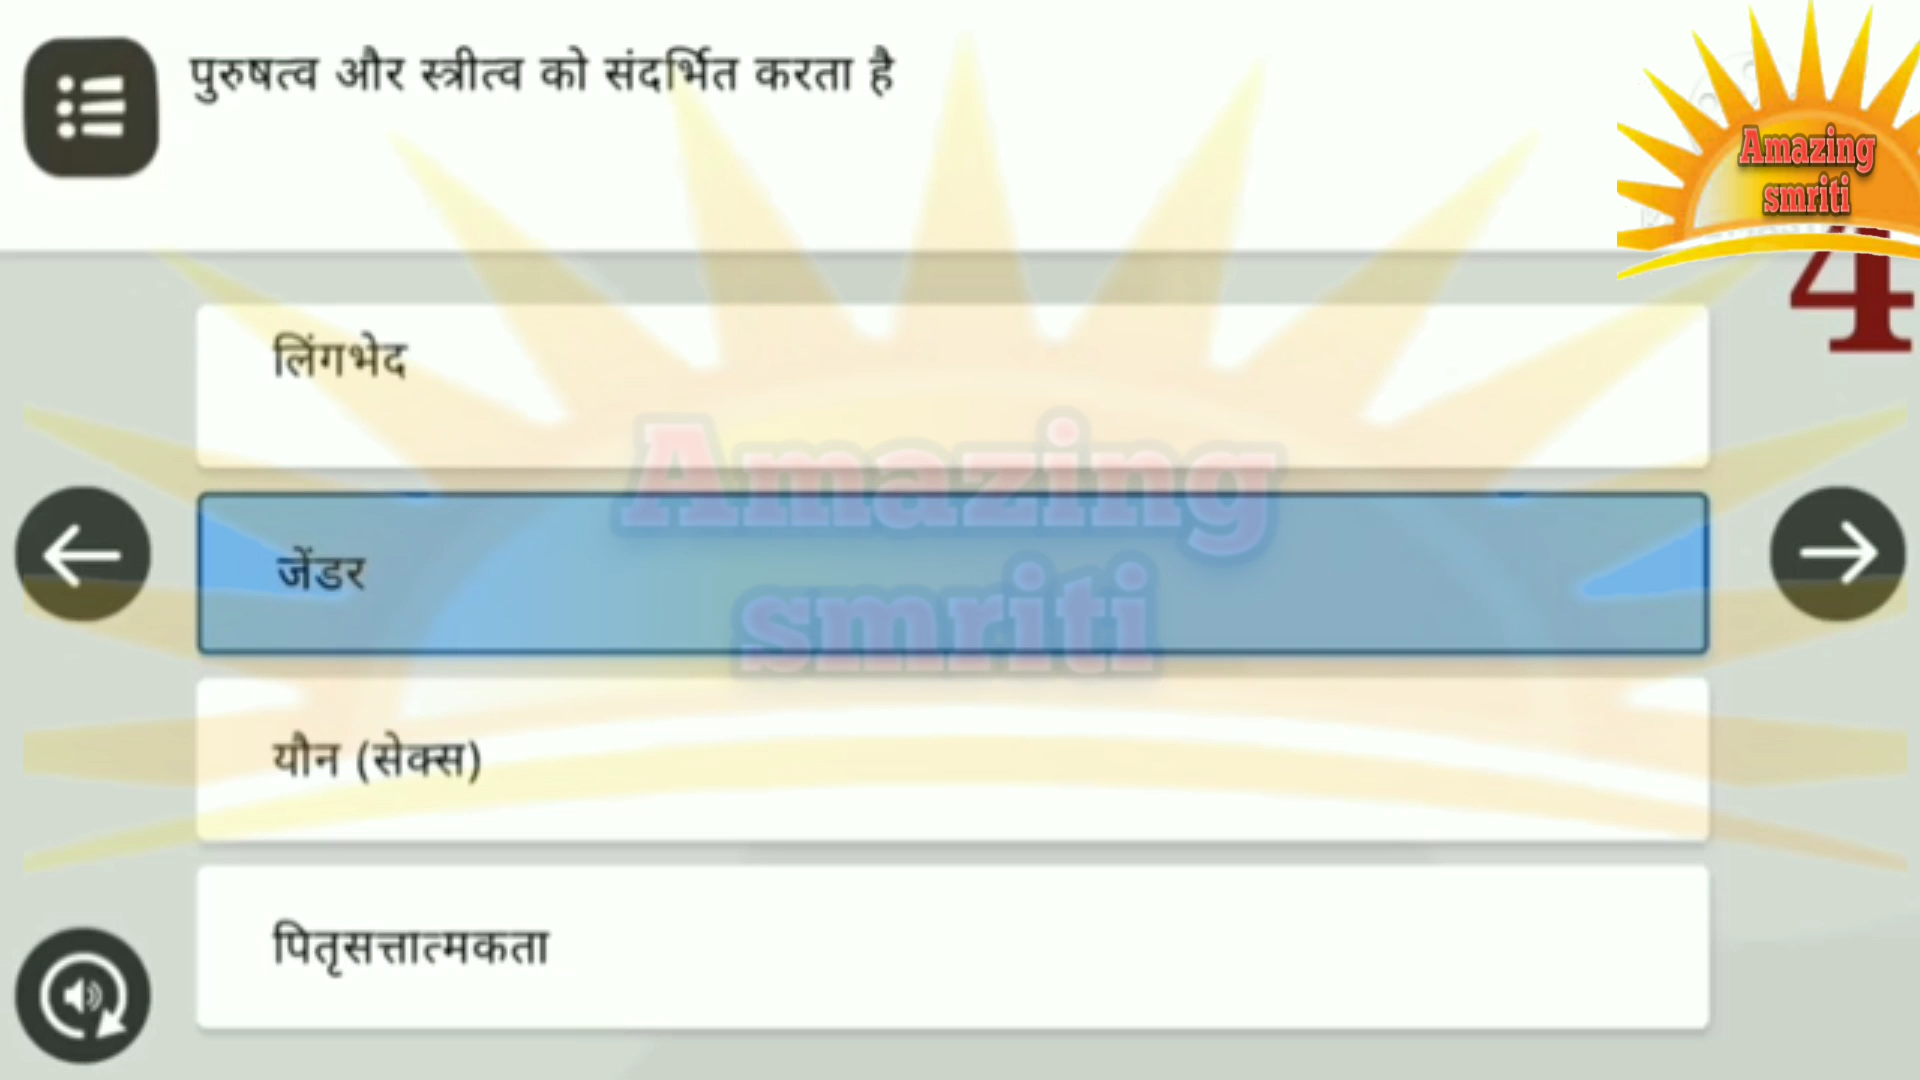 पुरुषत्व और स्त्रीत्व को संदर्भित करता है
Amazing
smriti
4
लिंगभेद
जेंडर
यौन (सेक्स)
पितृसत्तात्मकता
Amazing
smriti